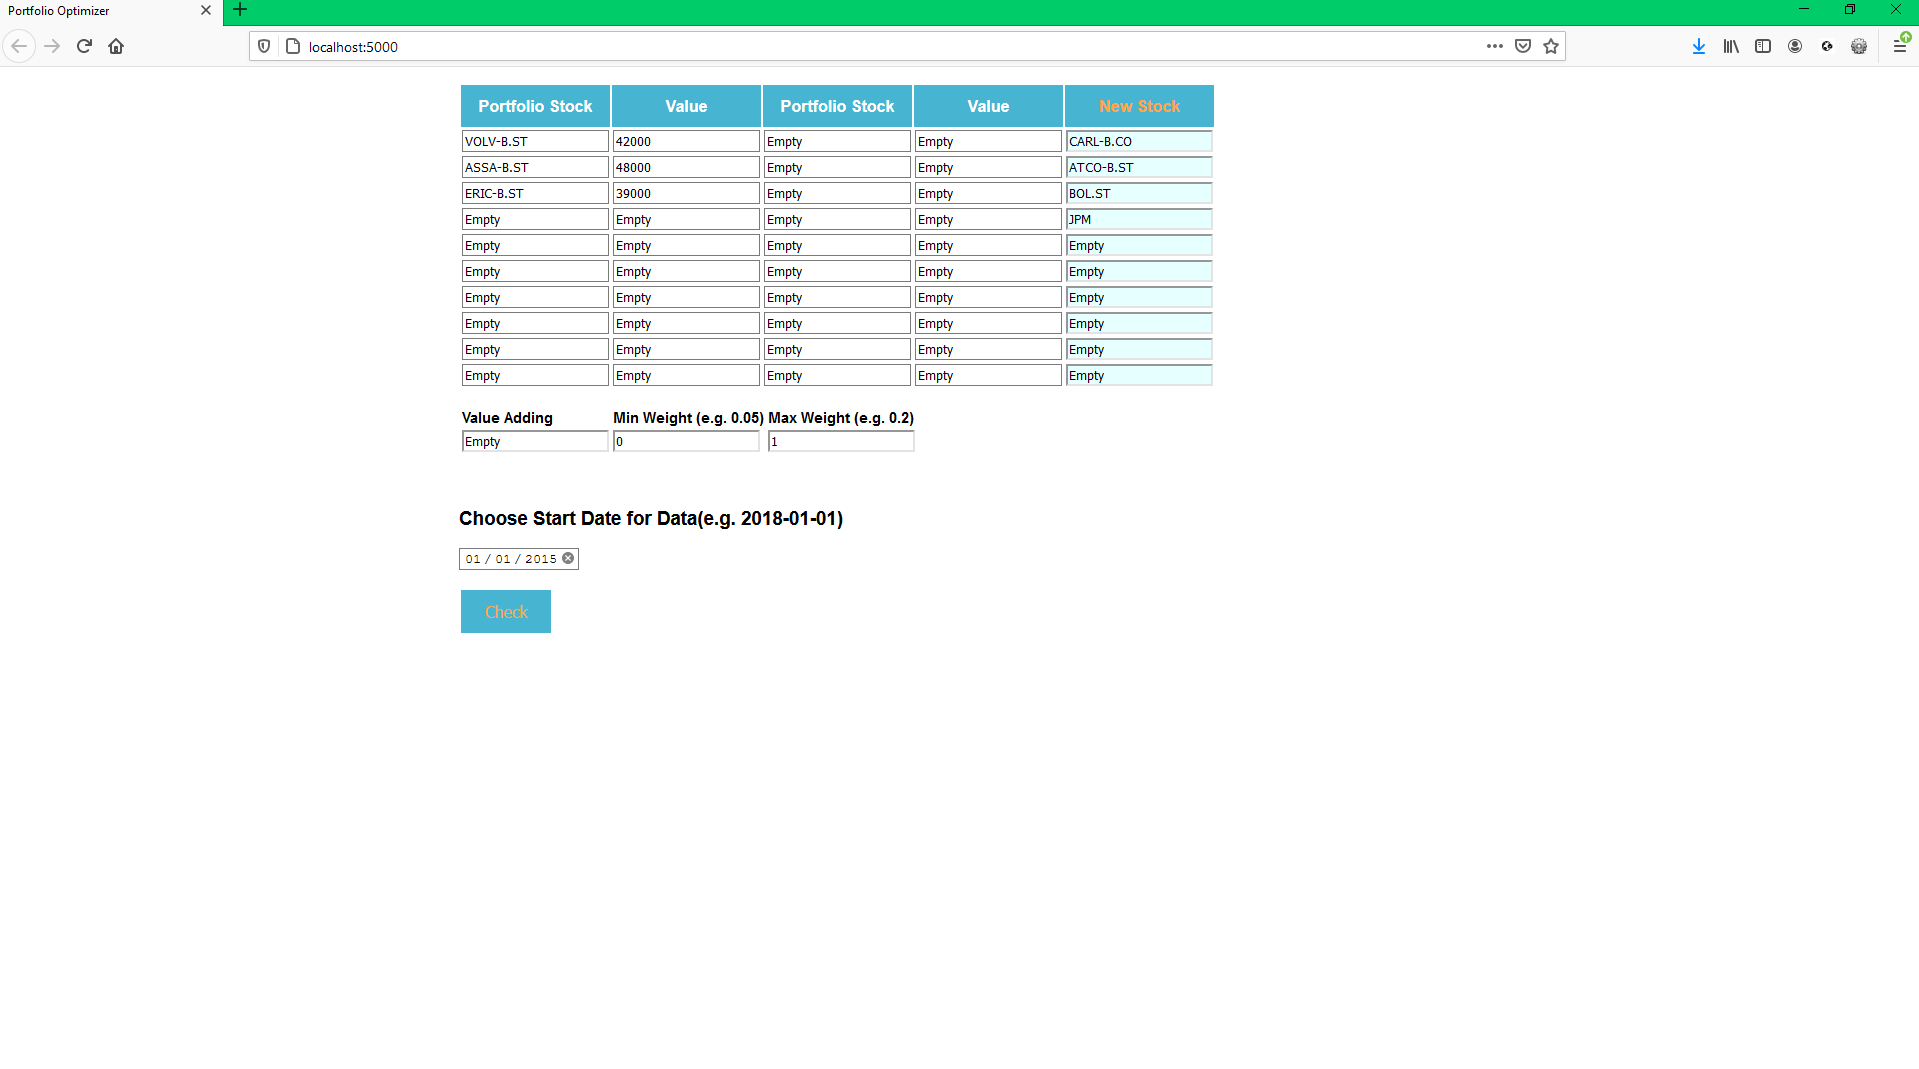 Portfolio Optimizer
localhost:5000
Portfolio Stock Value Portfolio Stock Value New Stock
VOLV-B.ST 42000 Empty Empty CARL-B.CO
ASSA-B.ST 48000 Empty Empty ATCO-B.ST
ERIC-B.ST 39000 Empty Empty BOL.ST
Empty Empty Empty Empty JPM
Empty Empty Empty Empty Empty
Empty Empty Empty Empty Empty
Empty Empty Empty Empty Empty
Empty Empty Empty Empty Empty
Empty Empty Empty Empty Empty
Empty Empty Empty Empty Empty
Value Adding Min Weight (e.g. 0.05) Max Weight (e.g. 0.2)
Empty 0 1
Choose Start Date for Data(e.g. 2018-01-01)
01 / 01 / 2015
Check